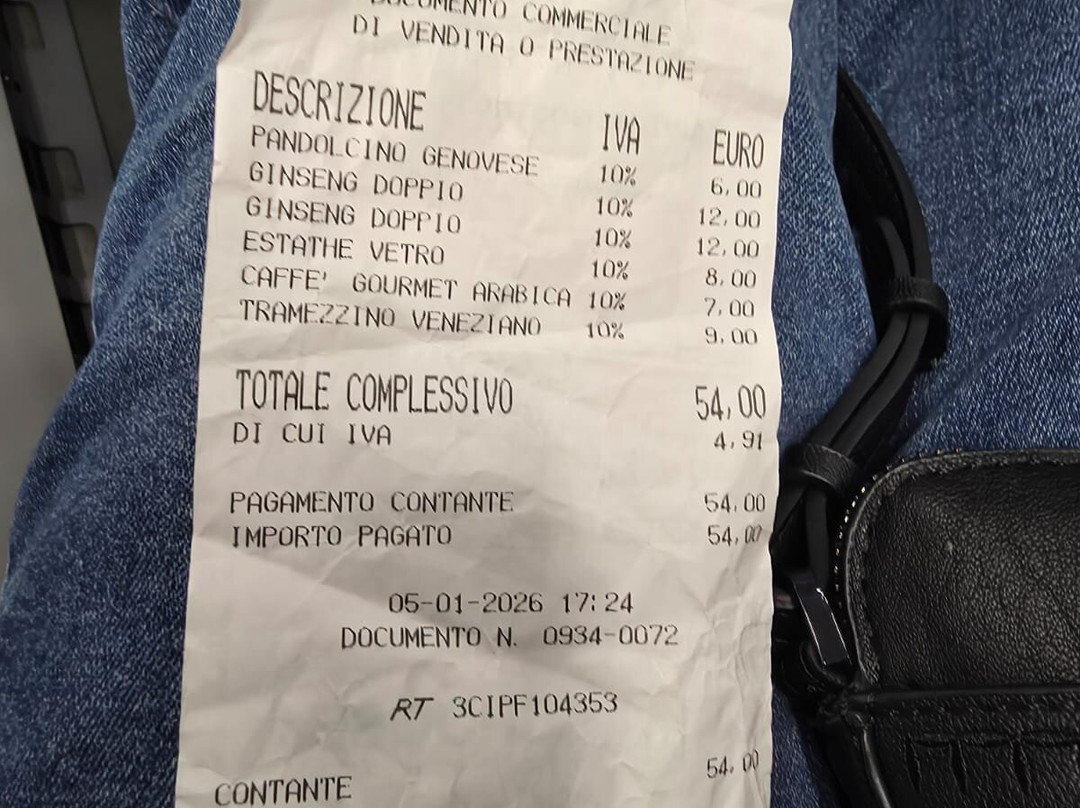 DOCUMENTO COMMERCIALE
DI VENDITA O PRESTAZIONE
DESCRIZIONE IVA EURO
PANDOLCINO GENOVESE 10% 6,00
GINSENG DOPPIO 10% 12,00
GINSENG DOPPIO 10% 12,00
ESTATHE VETRO 10% 8,00
CAFFE' GOURMET ARABICA 10% 7,00
TRAMEZZINO VENEZIANO 10% 9,00
TOTALE COMPLESSIVO 54,00
DI CUI IVA 4,91
PAGAMENTO CONTANTE 54,00
IMPORTO PAGATO 54,00
05-01-2026 17:24
DOCUMENTO N. 0934-0072
RT 3CIPF104353
CONTANTE 54,00